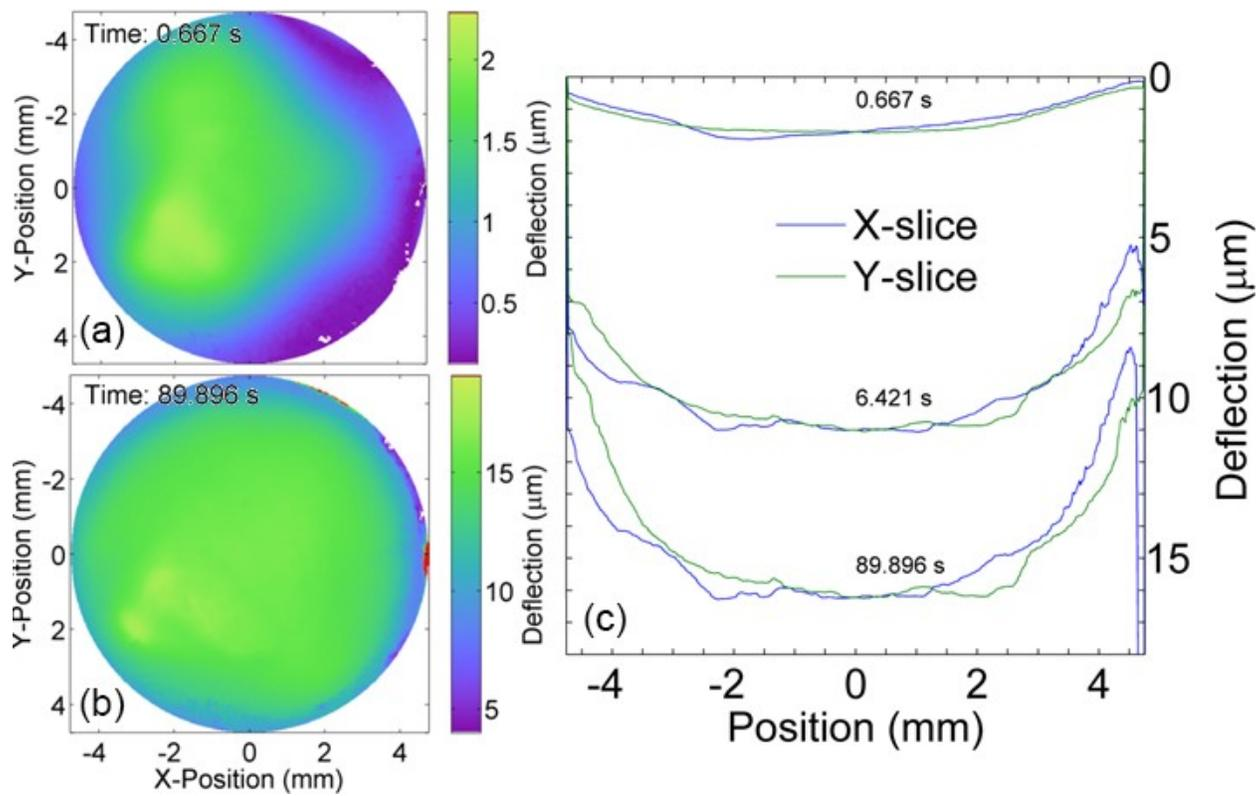 Time: 0.667 s
-4
-2
0
2
4
Y-Position (mm)
(a)
2
1.5
1
0.5
Deflection (μm)
Time: 89.896 s
-4
-2
0
2
4
Y-Position (mm)
(b)
-4 -2 0 2 4
X-Position (mm)
15
10
5
Deflection (μm)
0.667 s
X-slice
Y-slice
6.421 s
89.896 s
(c)
0
5
10
15
Deflection (μm)
-4 -2 0 2 4
Position (mm)